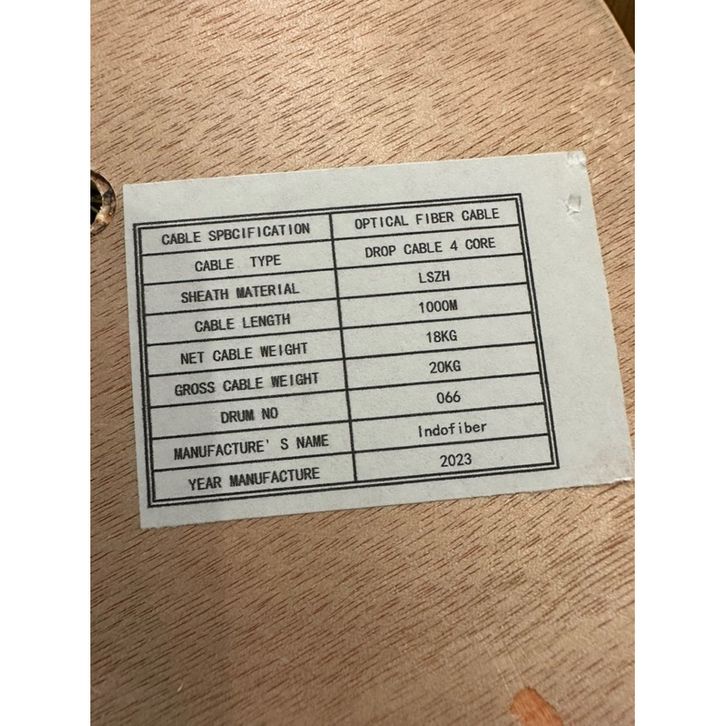 CABLE SPBCIFICATION OPTICAL FIBER CABLE
CABLE TYPE DROP CABLE 4 CORE
SHEATH MATERIAL LSZH
CABLE LENGTH 1000M
NET CABLE WEIGHT 18KG
GROSS CABLE WEIGHT 20KG
DRUM NO 066
MANUFACTURE'S NAME Indofiber
YEAR MANUFACTURE 2023